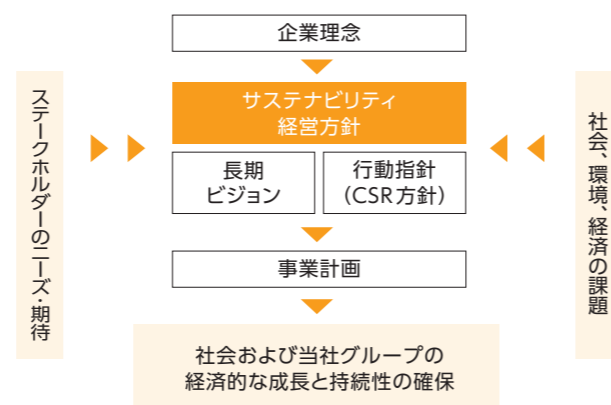 企業理念
サステナビリティ
経営方針
長期
ビジョン
行動指針
(CSR方針)
事業計画
社会および当社グループの
経済的な成長と持続性の確保
ステークホルダーのニーズ・期待
社会、環境、経済の課題